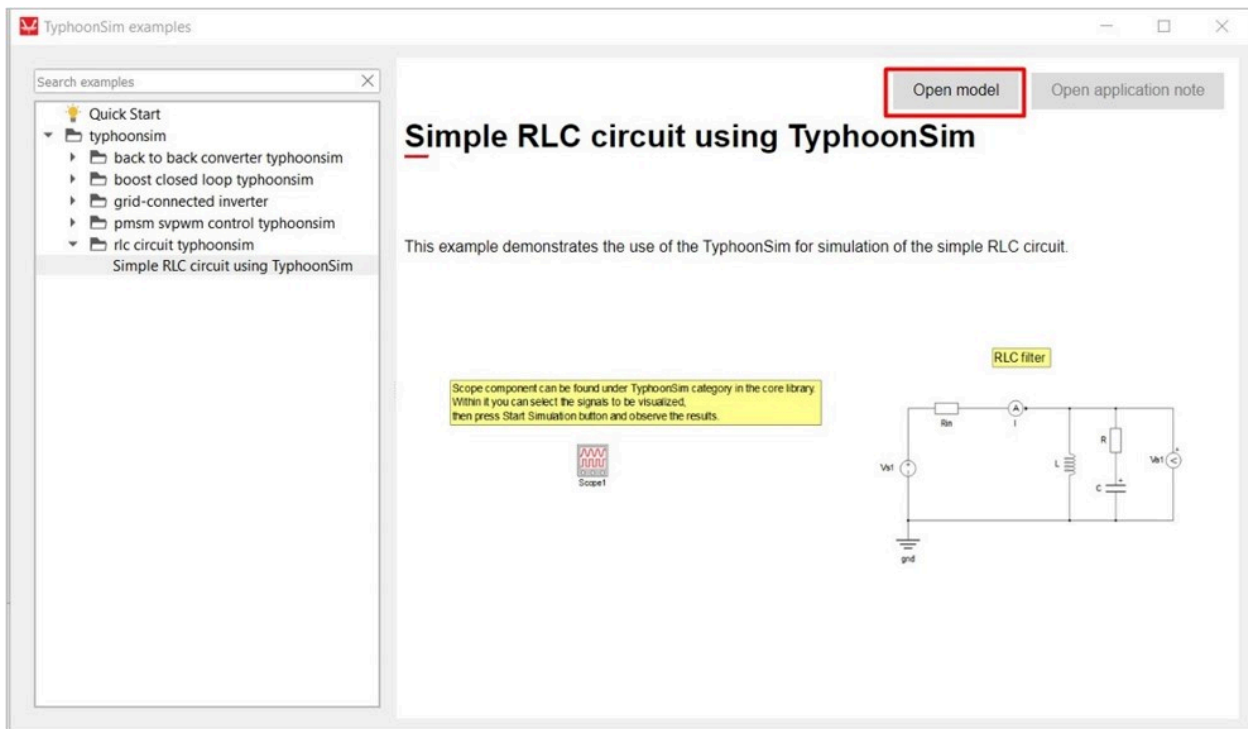 TyphoonSim examples
Search examples
Quick Start
typhoonsim
back to back converter typhoonsim
boost closed loop typhoonsim
grid-connected inverter
pmsm svpwm control typhoonsim
rlc circuit typhoonsim
Simple RLC circuit using TyphoonSim
Open model
Open application note
Simple RLC circuit using TyphoonSim
This example demonstrates the use of the TyphoonSim for simulation of the simple RLC circuit.
Scope component can be found under TyphoonSim category in the core library.
Within it you can select the signals to be visualized,
then press Start Simulation button and observe the results.
Scope1
RLC filter
Rin
A
I
Vs1
L
R
C
Va1
V
gnd